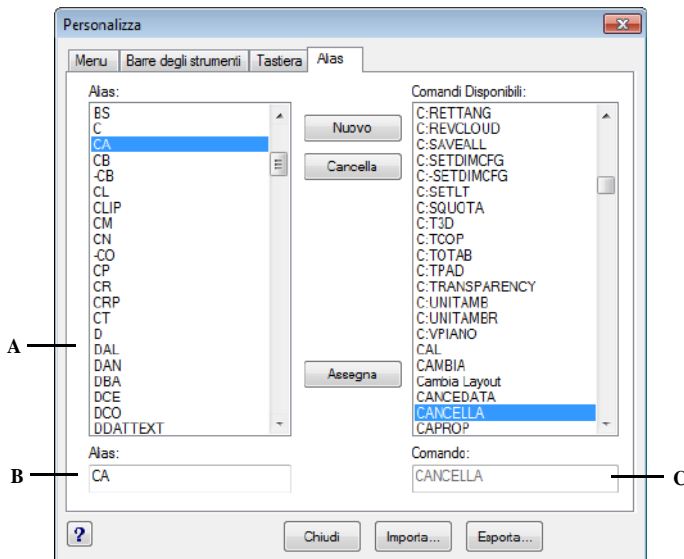 Personalizza
Menu
Barre degli strumenti
Tastiera
Alias
Alias:
BS
C
CA
CB
-CB
CL
CLIP
CM
CN
-CO
CP
CR
CRP
CT
D
DAL
DAN
DBA
DCE
DCO
DDATTEXT
Nuovo
Cancella
Assegna
Comandi Disponibili:
C:RETTANG
C:REVCLOUD
C:SAVEALL
C:SETDIMCFG
C:-SETDIMCFG
C:SETLT
C:SQUOTA
C:T3D
C:TCOP
C:TOTAB
C:TPAD
C:TRANSPARENCY
C:UNITAMB
C:UNITAMBR
C:VPIANO
CAL
CAMBIA
Cambia Layout
CANCEDATA
CANCELLA
CAPROP
Alias:
CA
Comando:
CANCELLA
A
B
C
?
Chiudi
Importa...
Esporta...